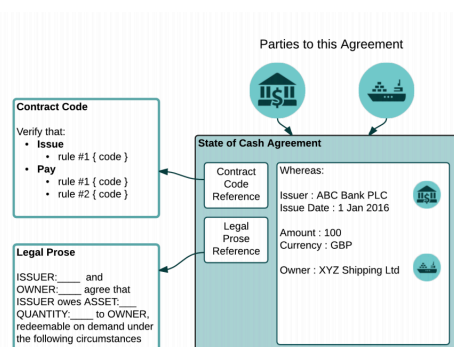 Parties to this Agreement
Contract Code
Verify that:
• Issue
• rule #1 { code }
• Pay
• rule #1 { code }
• rule #2 { code }
State of Cash Agreement
Contract
Code
Reference
Legal
Prose
Reference
Whereas:
Issuer : ABC Bank PLC
Issue Date : 1 Jan 2016
Amount : 100
Currency : GBP
Owner : XYZ Shipping Ltd
Legal Prose
ISSUER:____ and
OWNER:____ agree that
ISSUER owes ASSET:___
QUANTITY:____ to OWNER,
redeemable on demand under
the following circumstances